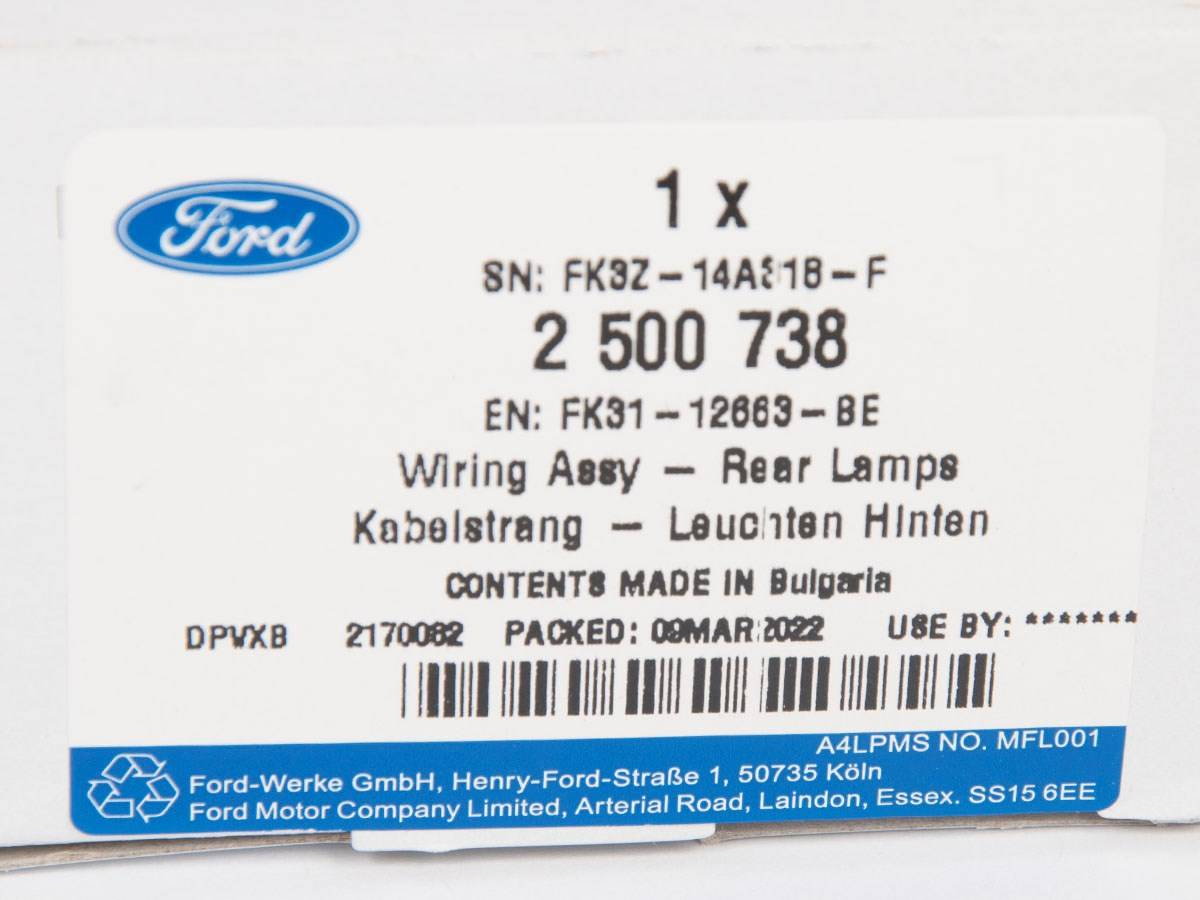 Ford
1 x
SN: FK3Z-14A318-F
2 500 738
EN: FK31-12663-BE
Wiring Assy - Rear Lamps
Kabelstrang - Leuchten Hinten
CONTENTS MADE IN Bulgaria
DPVXB 2170082 PACKED: 09MAR2022 USE BY: *******
A4LPMS NO. MFL001
Ford-Werke GmbH, Henry-Ford-Straße 1, 50735 Köln
Ford Motor Company Limited, Arterial Road, Laindon, Essex. SS15 6EE